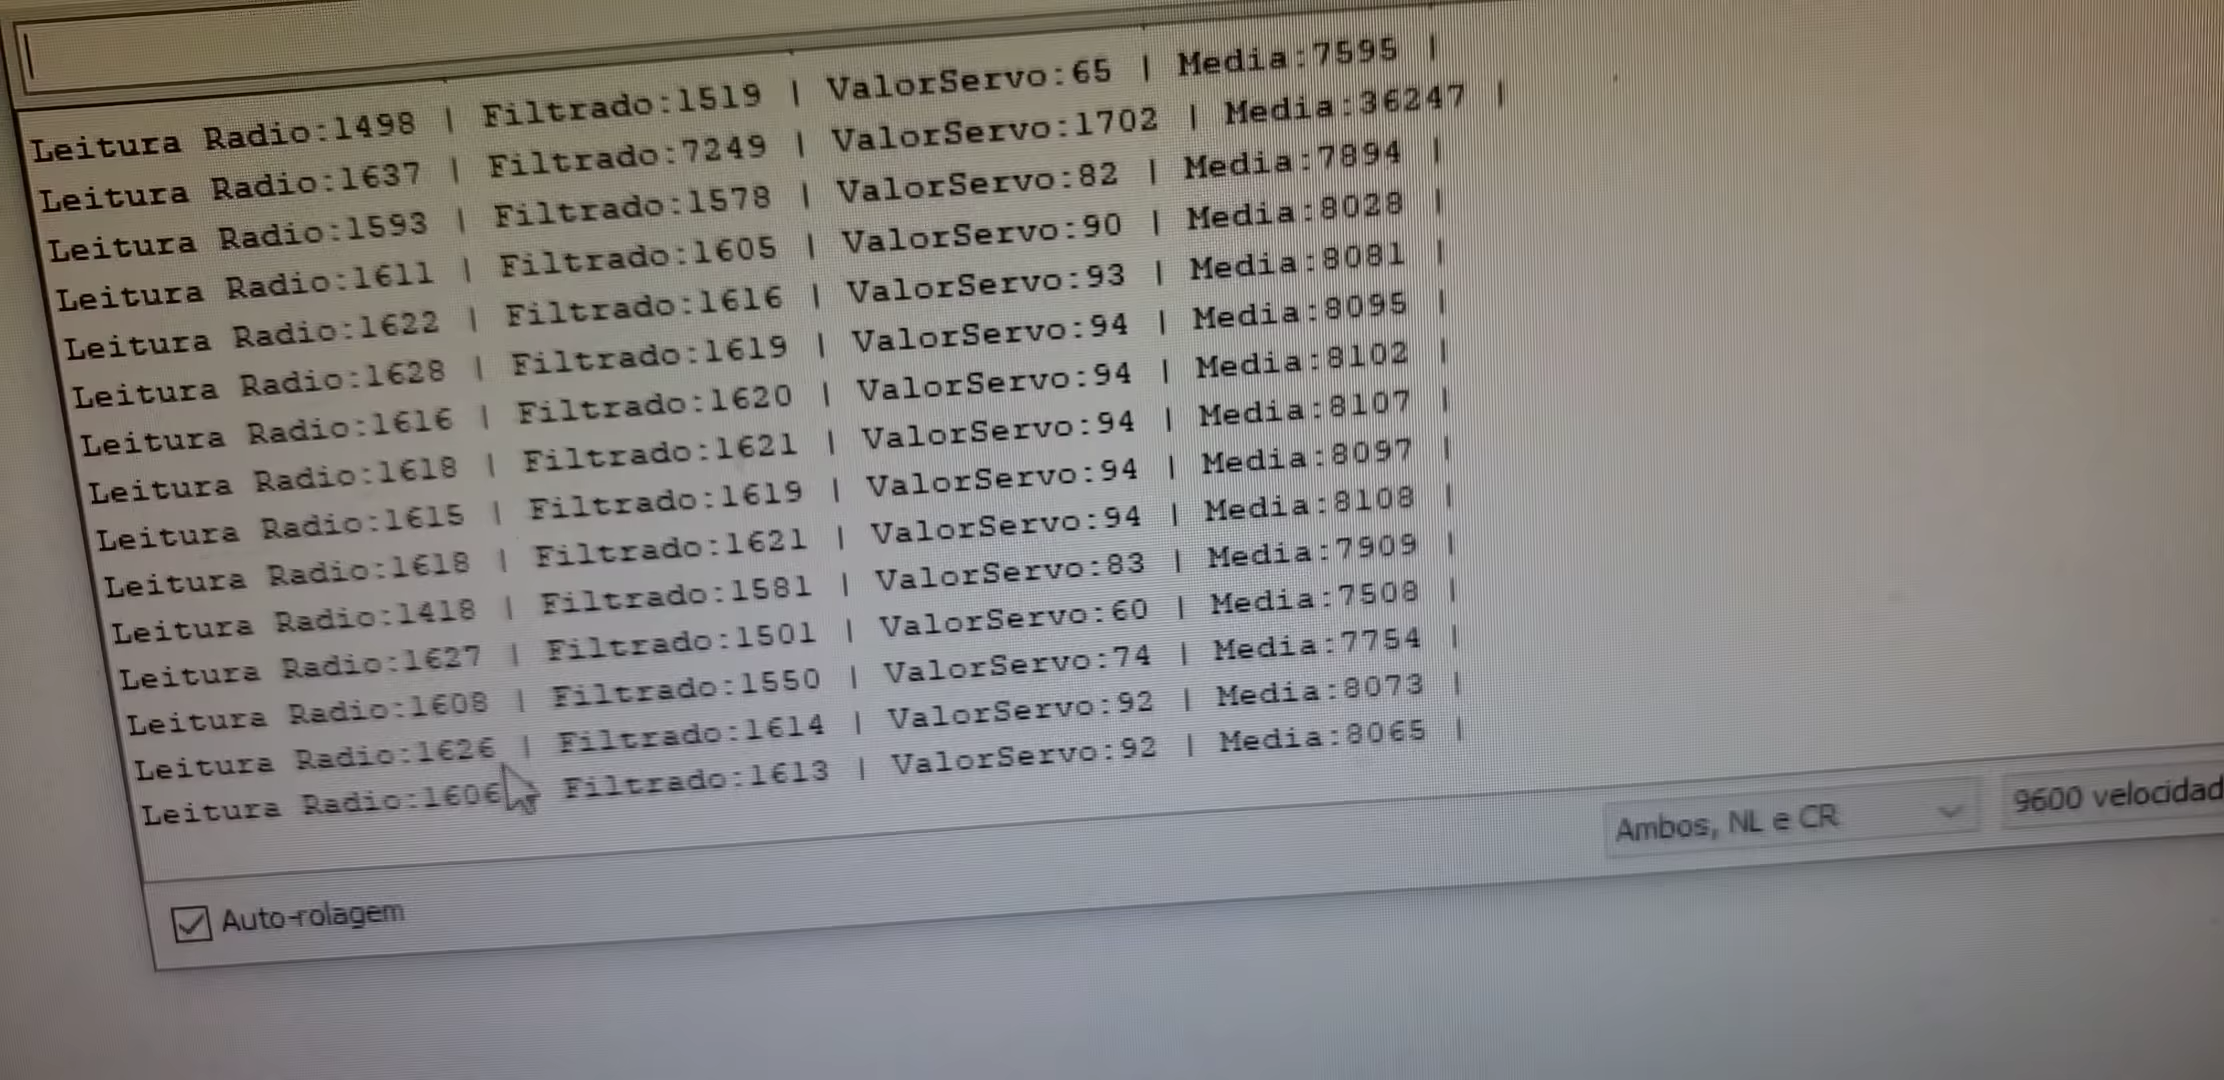 Leitura Radio:1498 | Filtrado:1519 | ValorServo:65 | Media:7595 |
Leitura Radio:1637 | Filtrado:7249 | ValorServo:1702 | Media:36247 |
Leitura Radio:1593 | Filtrado:1578 | ValorServo:82 | Media:7894 |
Leitura Radio:1611 | Filtrado:1605 | ValorServo:90 | Media:8028 |
Leitura Radio:1622 | Filtrado:1616 | ValorServo:93 | Media:8081 |
Leitura Radio:1628 | Filtrado:1619 | ValorServo:94 | Media:8095 |
Leitura Radio:1616 | Filtrado:1620 | ValorServo:94 | Media:8102 |
Leitura Radio:1618 | Filtrado:1621 | ValorServo:94 | Media:8107 |
Leitura Radio:1615 | Filtrado:1619 | ValorServo:94 | Media:8097 |
Leitura Radio:1618 | Filtrado:1621 | ValorServo:94 | Media:8108 |
Leitura Radio:1418 | Filtrado:1581 | ValorServo:83 | Media:7909 |
Leitura Radio:1627 | Filtrado:1501 | ValorServo:60 | Media:7508 |
Leitura Radio:1608 | Filtrado:1550 | ValorServo:74 | Media:7754 |
Leitura Radio:1626 | Filtrado:1614 | ValorServo:92 | Media:8073 |
Leitura Radio:1606 Filtrado:1613 | ValorServo:92 | Media:8065 |
Ambos, NL e CR 9600 velocidad
Auto-rolagem